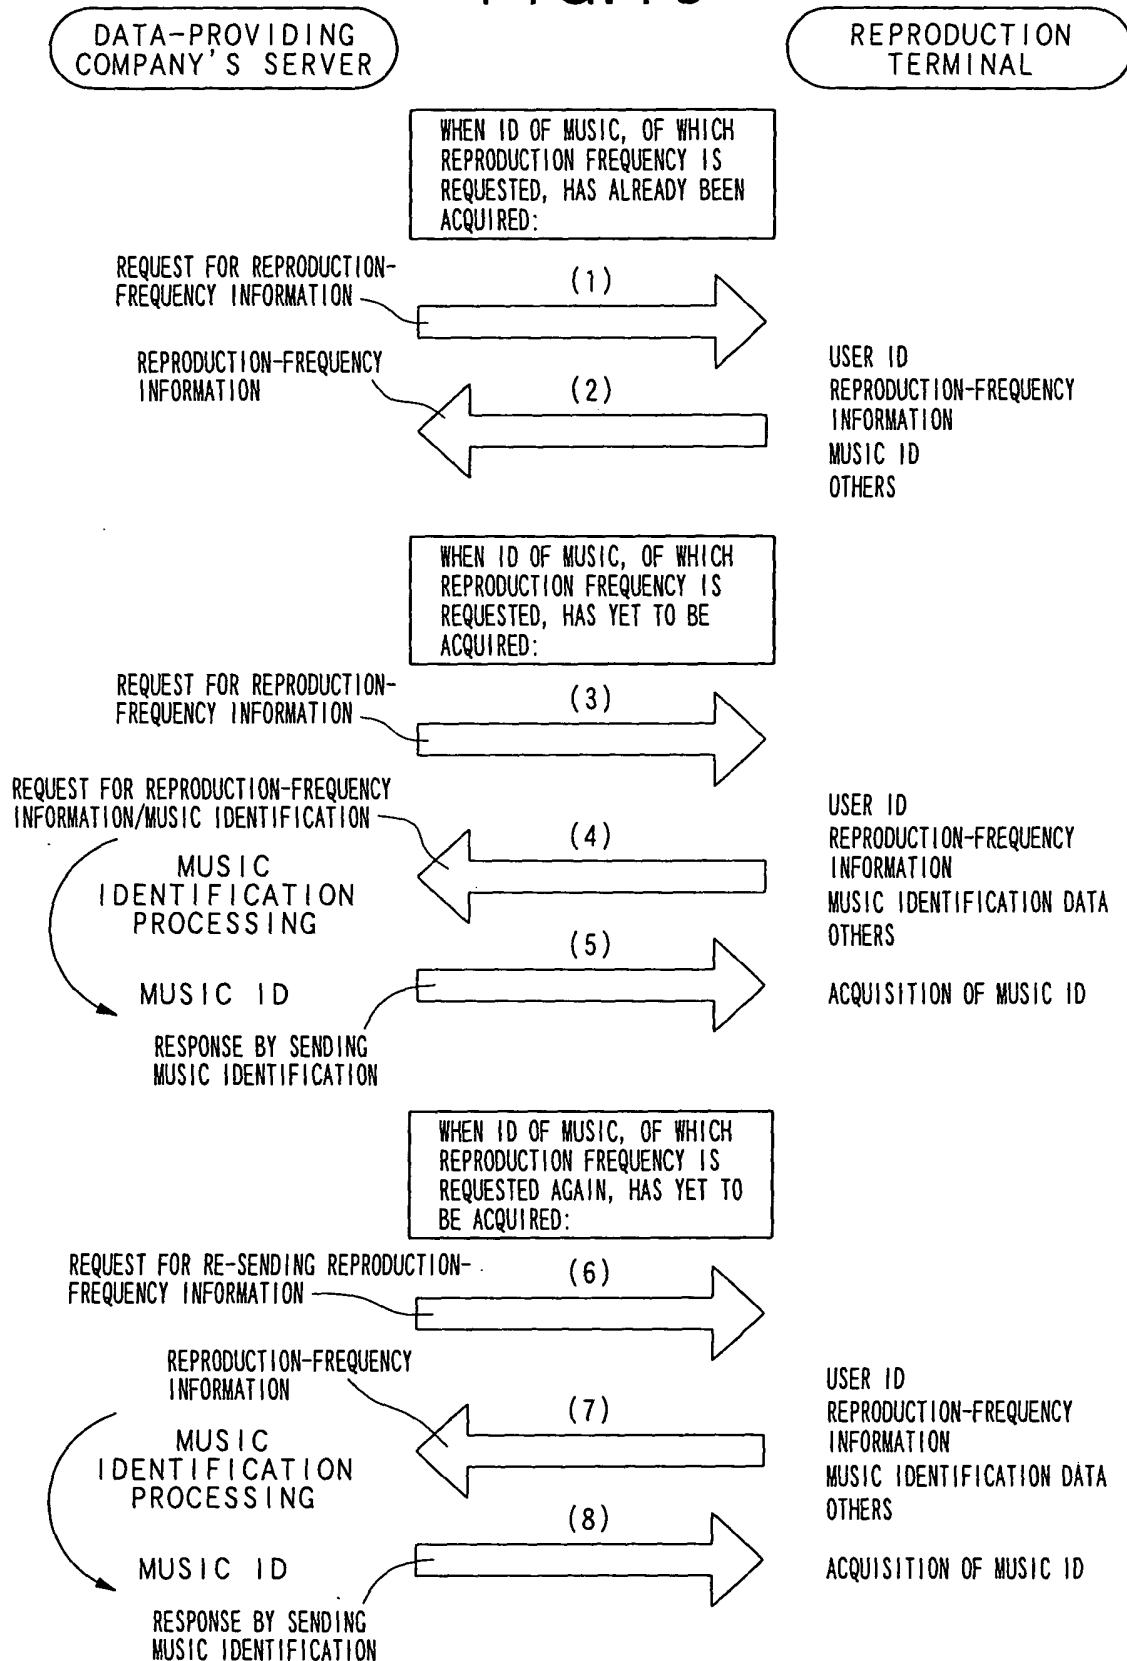 DATA-PROVIDING
COMPANY'S SERVER
REPRODUCTION
TERMINAL
WHEN ID OF MUSIC, OF WHICH
REPRODUCTION FREQUENCY IS
REQUESTED, HAS ALREADY BEEN
ACQUIRED:
REQUEST FOR REPRODUCTION-
FREQUENCY INFORMATION
(1)
REPRODUCTION-FREQUENCY
INFORMATION
(2)
USER ID
REPRODUCTION-FREQUENCY
INFORMATION
MUSIC ID
OTHERS
WHEN ID OF MUSIC, OF WHICH
REPRODUCTION FREQUENCY IS
REQUESTED, HAS YET TO BE
ACQUIRED:
REQUEST FOR REPRODUCTION-
FREQUENCY INFORMATION
(3)
REQUEST FOR REPRODUCTION-FREQUENCY
INFORMATION/MUSIC IDENTIFICATION
(4)
USER ID
REPRODUCTION-FREQUENCY
INFORMATION
MUSIC IDENTIFICATION DATA
OTHERS
MUSIC
IDENTIFICATION
PROCESSING
(5)
MUSIC ID
ACQUISITION OF MUSIC ID
RESPONSE BY SENDING
MUSIC IDENTIFICATION
WHEN ID OF MUSIC, OF WHICH
REPRODUCTION FREQUENCY IS
REQUESTED AGAIN, HAS YET TO
BE ACQUIRED:
REQUEST FOR RE-SENDING REPRODUCTION-
FREQUENCY INFORMATION
(6)
REPRODUCTION-FREQUENCY
INFORMATION
(7)
USER ID
REPRODUCTION-FREQUENCY
INFORMATION
MUSIC IDENTIFICATION DATA
OTHERS
MUSIC
IDENTIFICATION
PROCESSING
(8)
MUSIC ID
ACQUISITION OF MUSIC ID
RESPONSE BY SENDING
MUSIC IDENTIFICATION